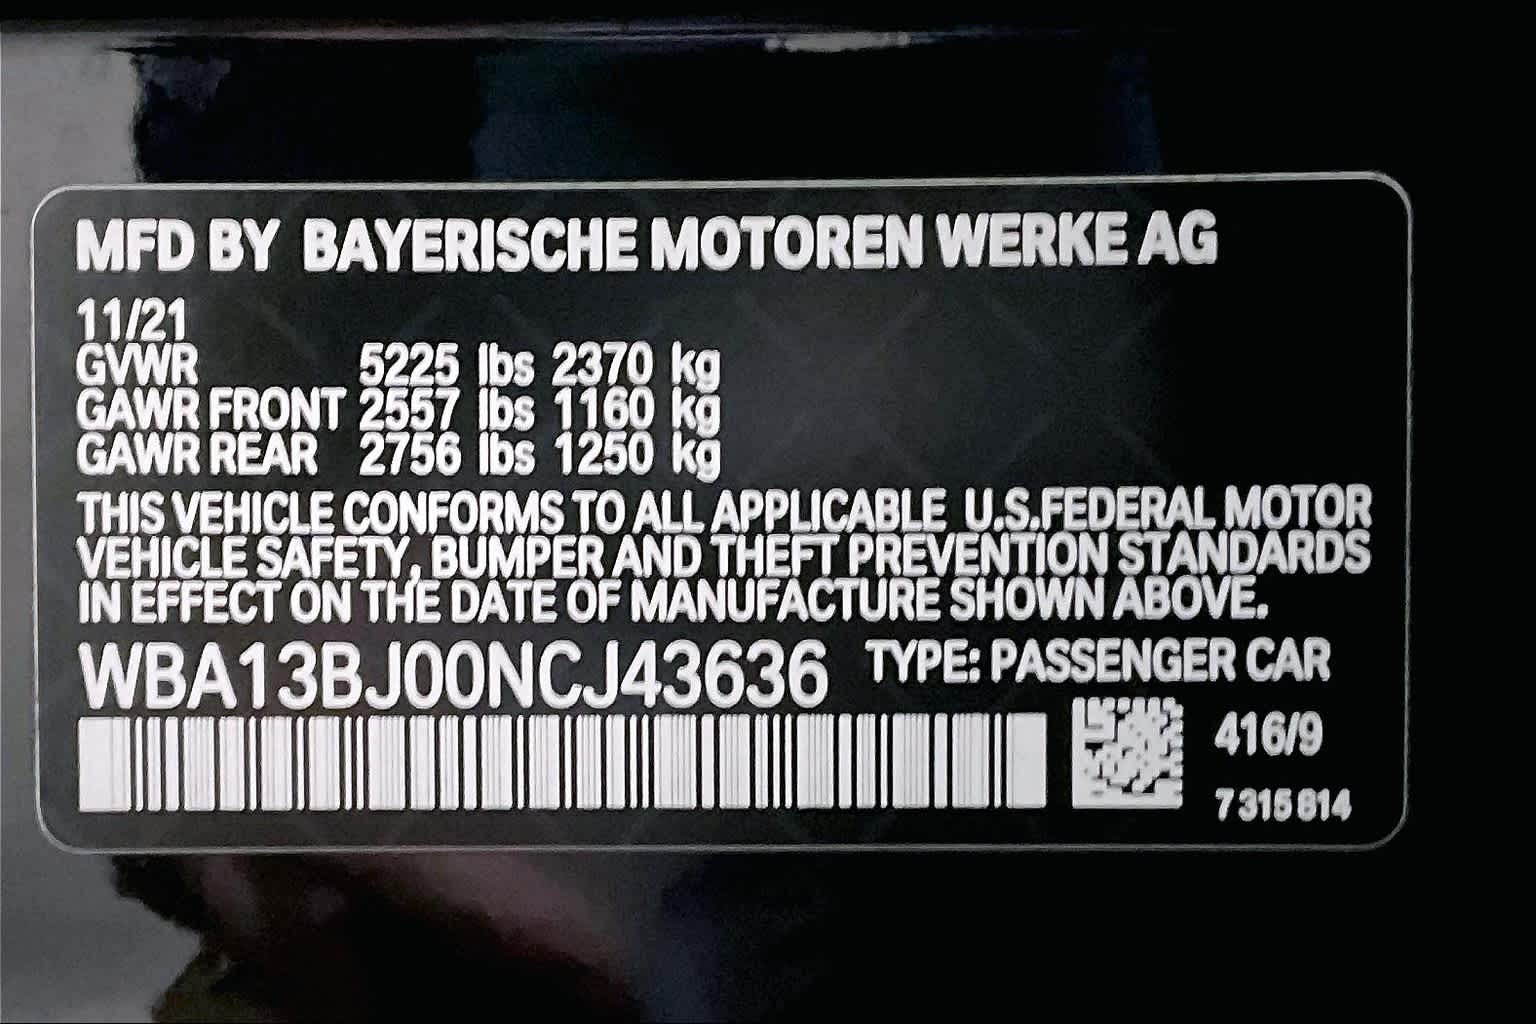 MFD BY BAYERISCHE MOTOREN WERKE AG
11/21
GVWR 5225 lbs 2370 kg
GAWR FRONT 2557 lbs 1160 kg
GAWR REAR 2756 lbs 1250 kg
THIS VEHICLE CONFORMS TO ALL APPLICABLE U.S.FEDERAL MOTOR
VEHICLE SAFETY, BUMPER AND THEFT PREVENTION STANDARDS
IN EFFECT ON THE DATE OF MANUFACTURE SHOWN ABOVE.
WBA13BJ00NCJ43636 TYPE: PASSENGER CAR
416/9
7315814